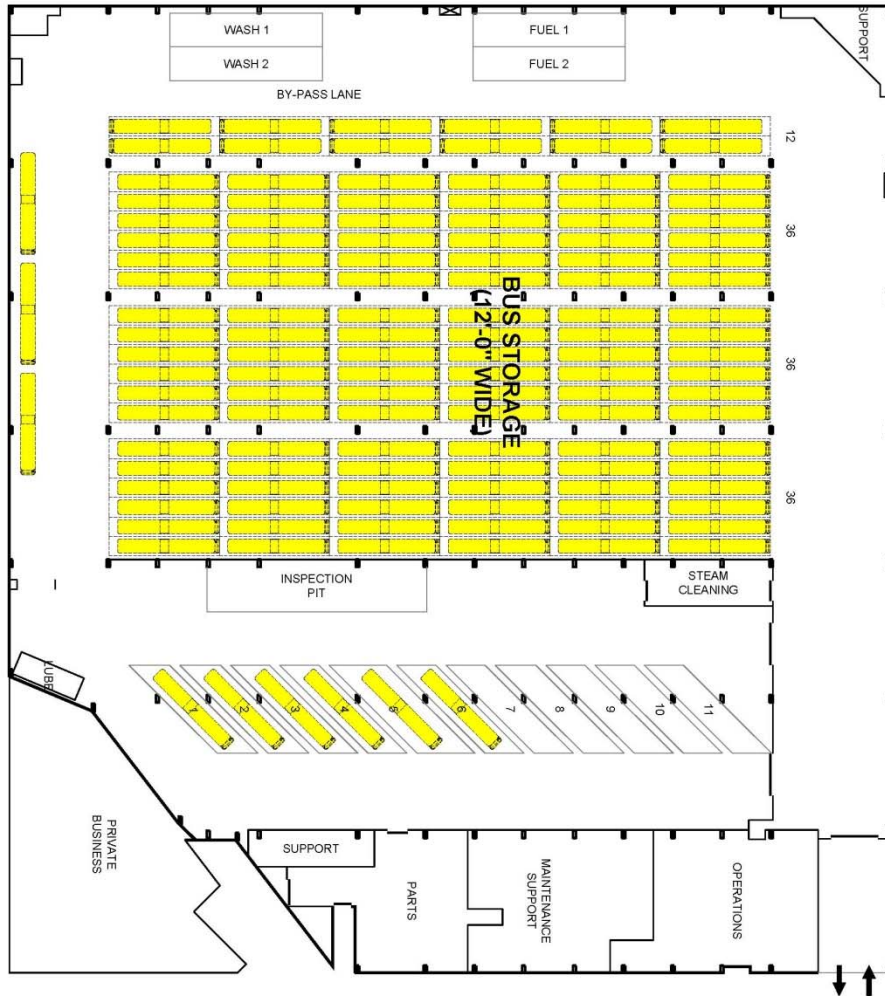 WASH 1
WASH 2
FUEL 1
FUEL 2
SUPPORT
BY-PASS LANE
12
36
36
36
BUS STORAGE
(12'-0" WIDE)
INSPECTION
PIT
STEAM
CLEANING
LUBE
1
2
3
4
5
6
7
8
9
10
11
PRIVATE
BUSINESS
SUPPORT
PARTS
MAINTENANCE
SUPPORT
OPERATIONS